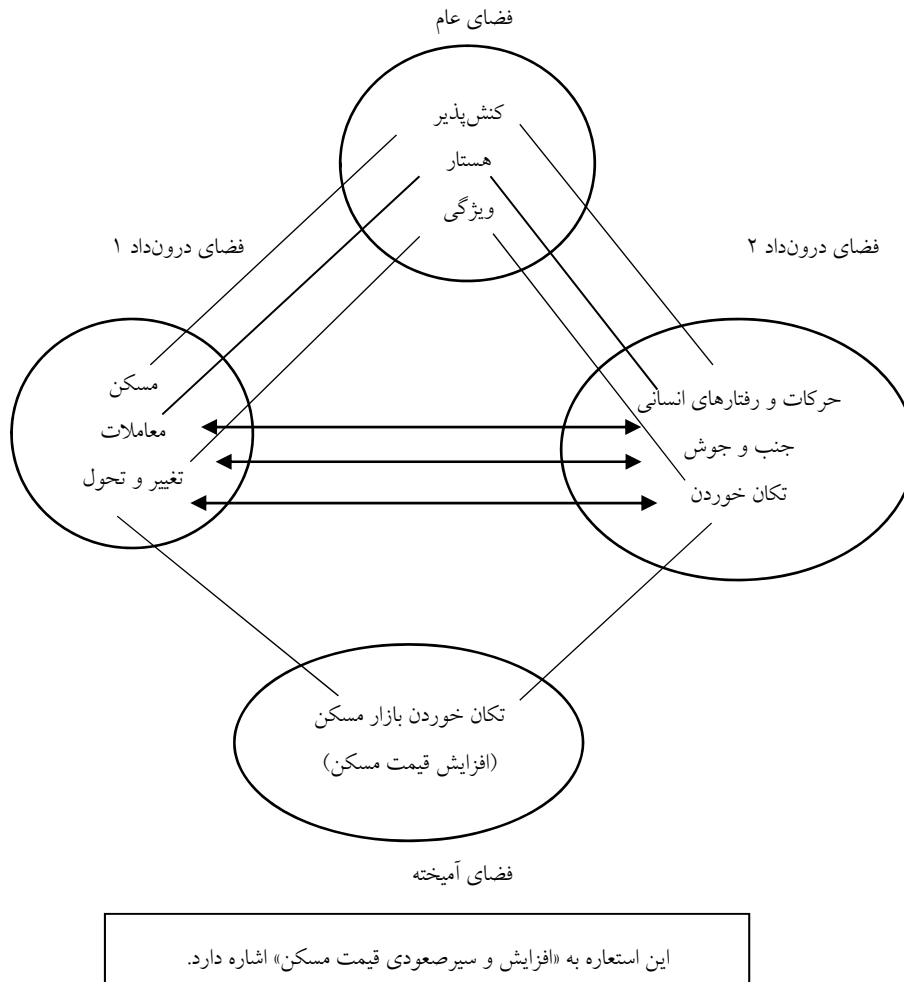 فضای عام
کنش‌پذیر
هستار
ویژگی
فضای درون‌داد ۲
فضای درون‌داد ۱
حرکات و رفتارهای انسانی
جنب و جوش
تکان خوردن
مسکن
معاملات
تغییر و تحول
تکان خوردن بازار مسکن
(افزایش قیمت مسکن)
فضای آمیخته
این استعاره به «افزایش و سیرصعودی قیمت مسکن» اشاره دارد.